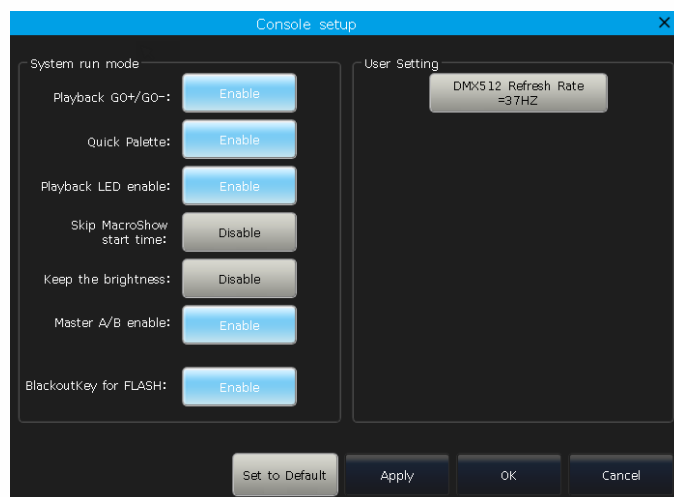 Console setup
System run mode
Playback GO+/GO-:
Enable
Quick Palette:
Enable
Playback LED enable:
Enable
Skip MacroShow
start time:
Disable
Keep the brightness:
Disable
Master A/B enable:
Enable
BlackoutKey for FLASH:
Enable
User Setting
DMX512 Refresh Rate
=37HZ
Set to Default
Apply
OK
Cancel